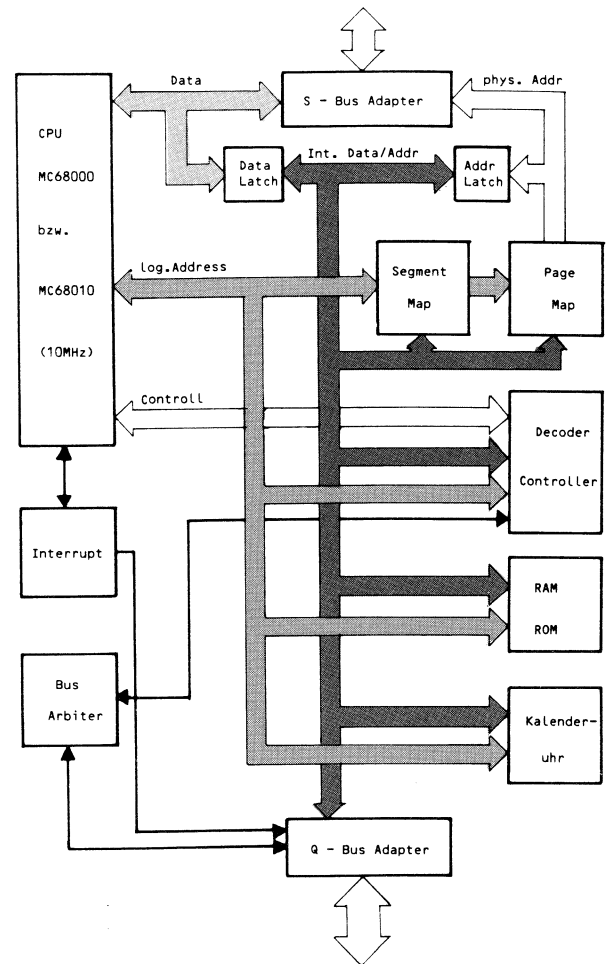 Data
phys. Addr
S - Bus Adapter
CPU
MC68000
bzw.
MC68010
(10MHz)
Data
Latch
Int. Data/Addr
Addr
Latch
log.Address
Segment
Map
Page
Map
Controll
Decoder
Controller
Interrupt
RAM
ROM
Bus
Arbiter
Kalender-
uhr
Q - Bus Adapter